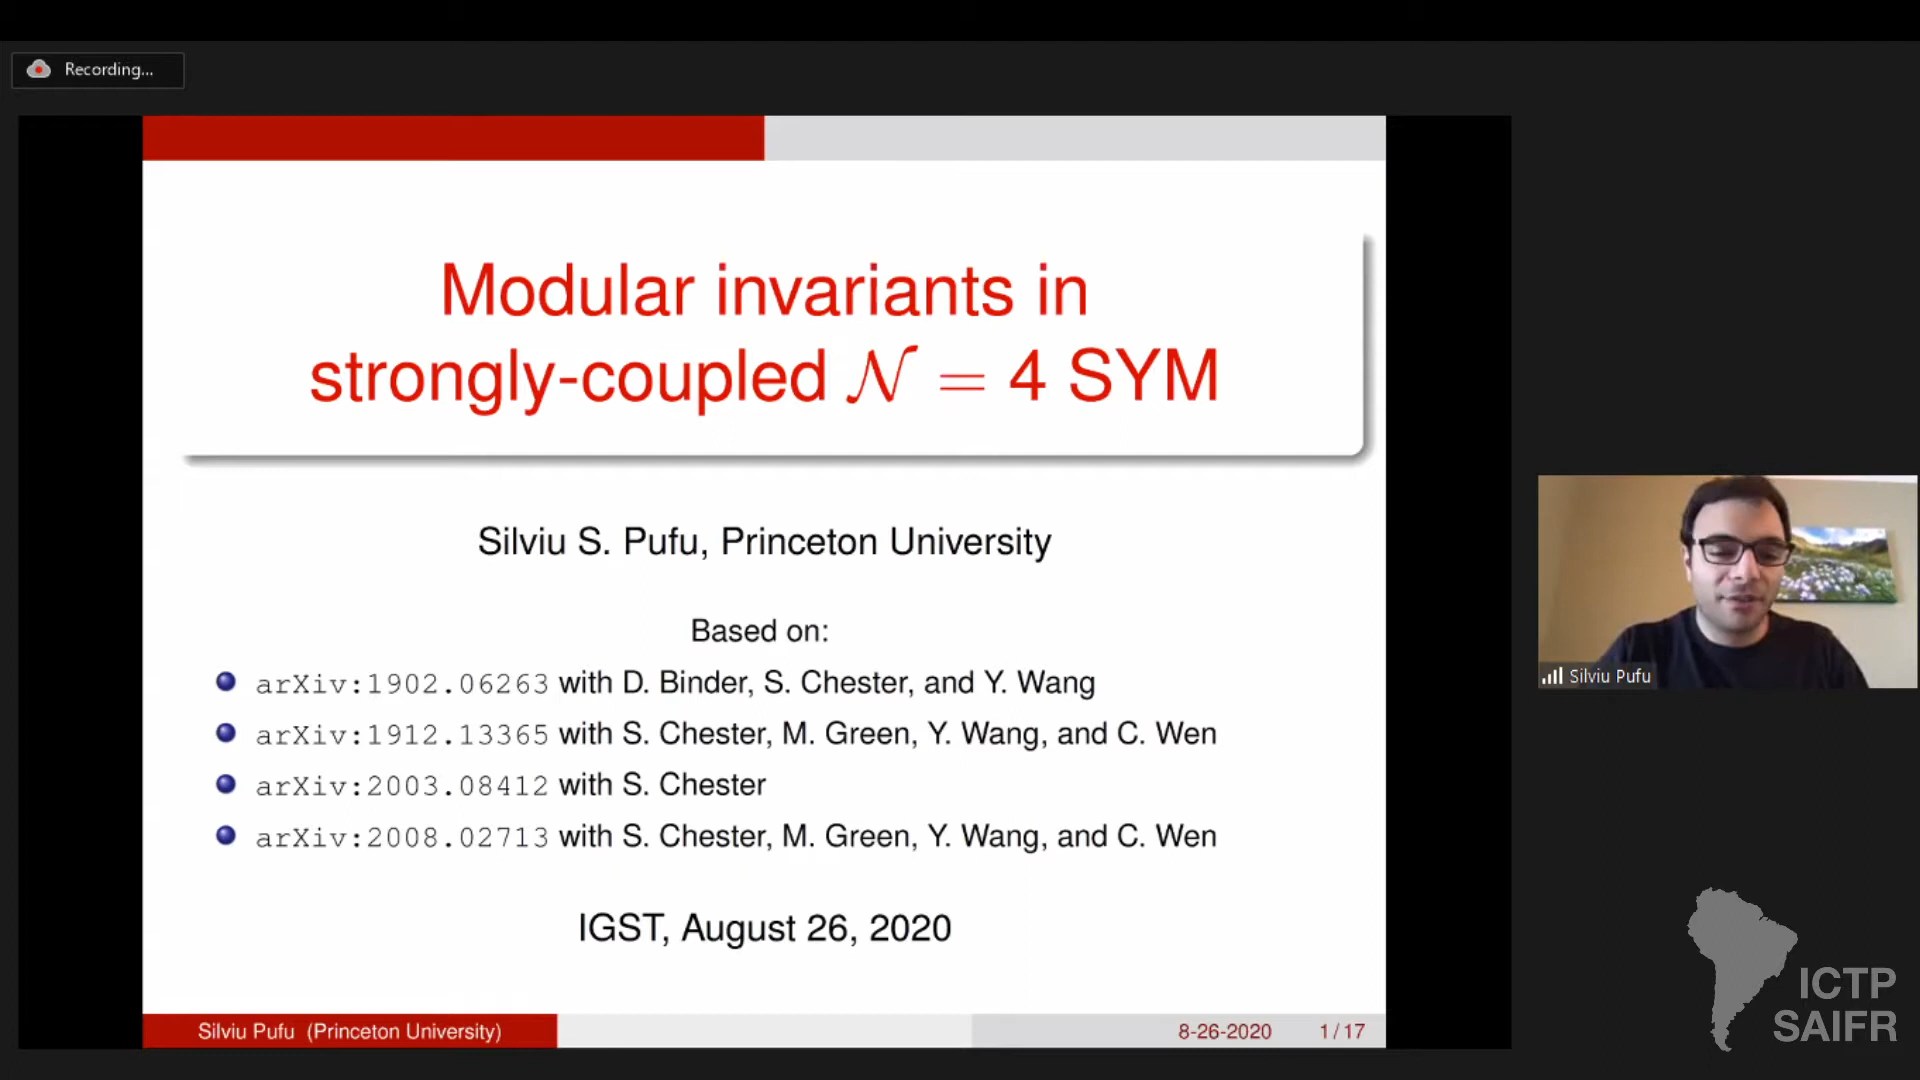 Recording...
Modular invariants in
strongly-coupled 𝒩 = 4 SYM
Silviu S. Pufu, Princeton University
Based on:
arXiv:1902.06263 with D. Binder, S. Chester, and Y. Wang
arXiv:1912.13365 with S. Chester, M. Green, Y. Wang, and C. Wen
arXiv:2003.08412 with S. Chester
arXiv:2008.02713 with S. Chester, M. Green, Y. Wang, and C. Wen
IGST, August 26, 2020
Silviu Pufu (Princeton University)
8-26-2020
1 / 17
Silviu Pufu
ICTP
SAIFR